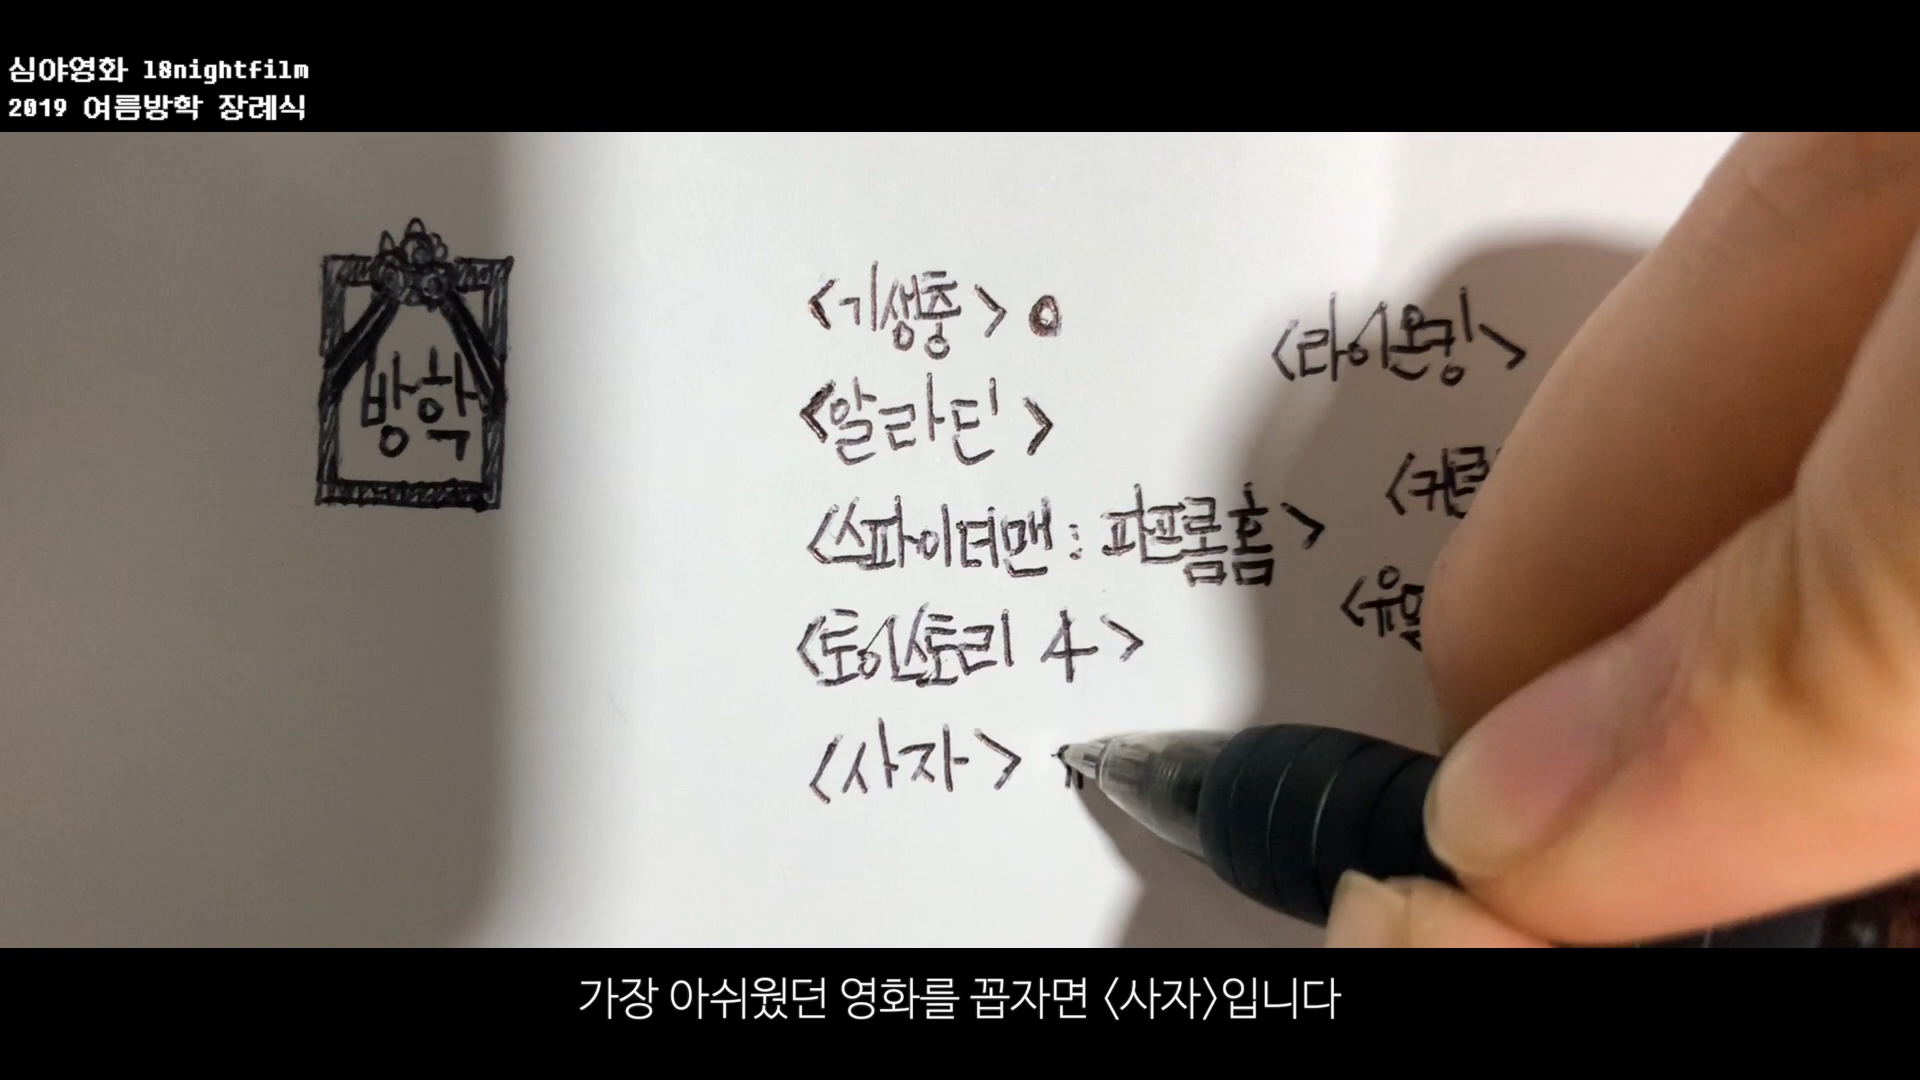 심야영화 18nightfilm
2019 여름방학 장례식
방학
<기생충>
<알라딘>
<스파이더맨: 파프롬홈>
<토이스토리 4>
<사자>
<라이온킹>
가장 아쉬웠던 영화를 꼽자면 <사자>입니다